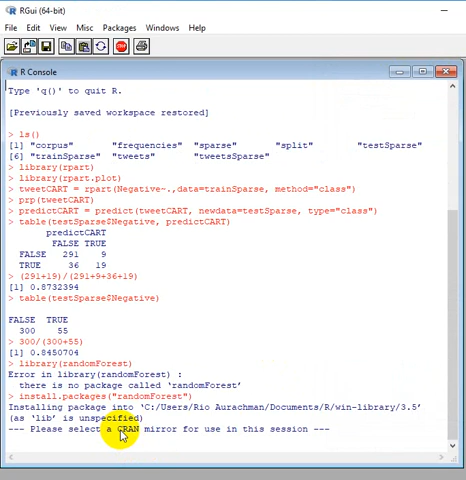 RGui (64-bit)
File Edit View Misc Packages Windows Help
STOP
R Console
Type 'q()' to quit R.
[Previously saved workspace restored]
> ls()
[1] "corpus" "frequencies" "sparse" "split" "testSparse"
[6] "trainSparse" "tweets" "tweetsSparse"
> library(rpart)
> library(rpart.plot)
> tweetCART = rpart(Negative~.,data=trainSparse, method="class")
> prp(tweetCART)
> predictCART = predict(tweetCART, newdata=testSparse, type="class")
> table(testSparse$Negative, predictCART)
predictCART
FALSE TRUE
FALSE 291 9
TRUE 36 19
> (291+19)/(291+9+36+19)
[1] 0.8732394
> table(testSparse$Negative)
FALSE TRUE
300 55
> 300/(300+55)
[1] 0.8450704
> library(randomForest)
Error in library(randomForest) :
there is no package called ‘randomForest’
> install.packages("randomForest")
Installing package into ‘C:/Users/Rio Aurachman/Documents/R/win-library/3.5’
(as ‘lib’ is unspecified)
--- Please select a CRAN mirror for use in this session ---